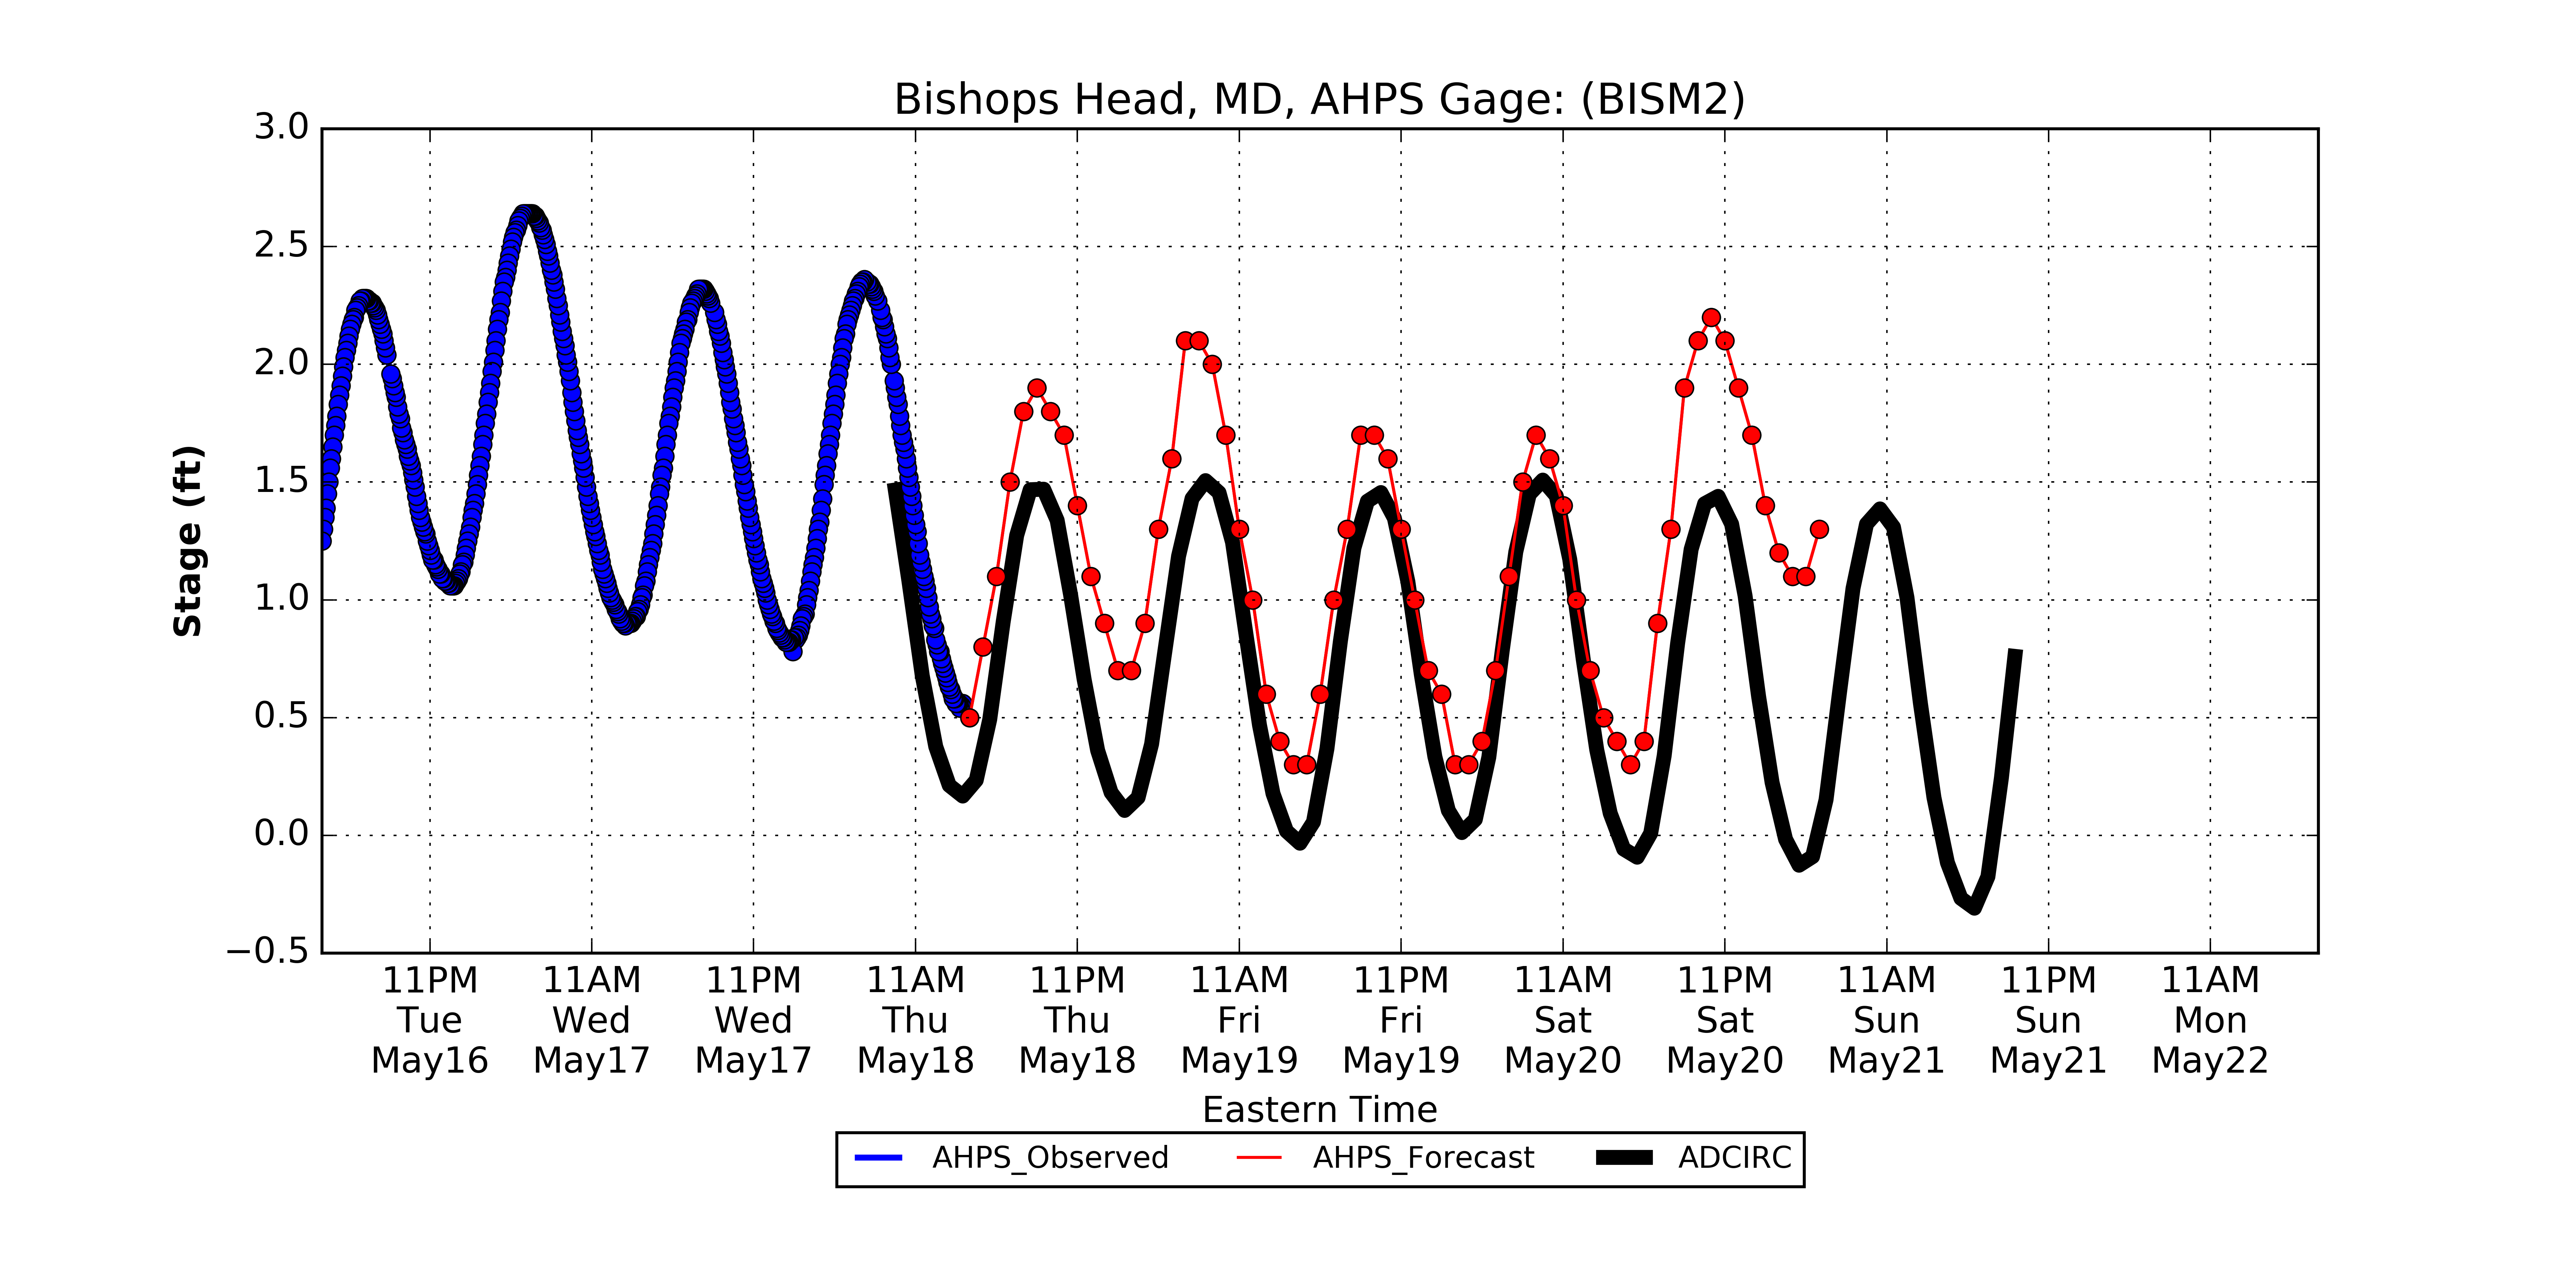 Bishops Head, MD, AHPS Gage: (BISM2)
3.0
2.5
2.0
1.5
1.0
0.5
0.0
−0.5
Stage (ft)
11PM 11AM 11PM 11AM 11PM 11AM 11PM 11AM 11PM 11AM 11PM 11AM
Tue Wed Wed Thu Thu Fri Fri Sat Sat Sun Sun Mon
May16 May17 May17 May18 May18 May19 May19 May20 May20 May21 May21 May22
Eastern Time
AHPS_Observed AHPS_Forecast ADCIRC